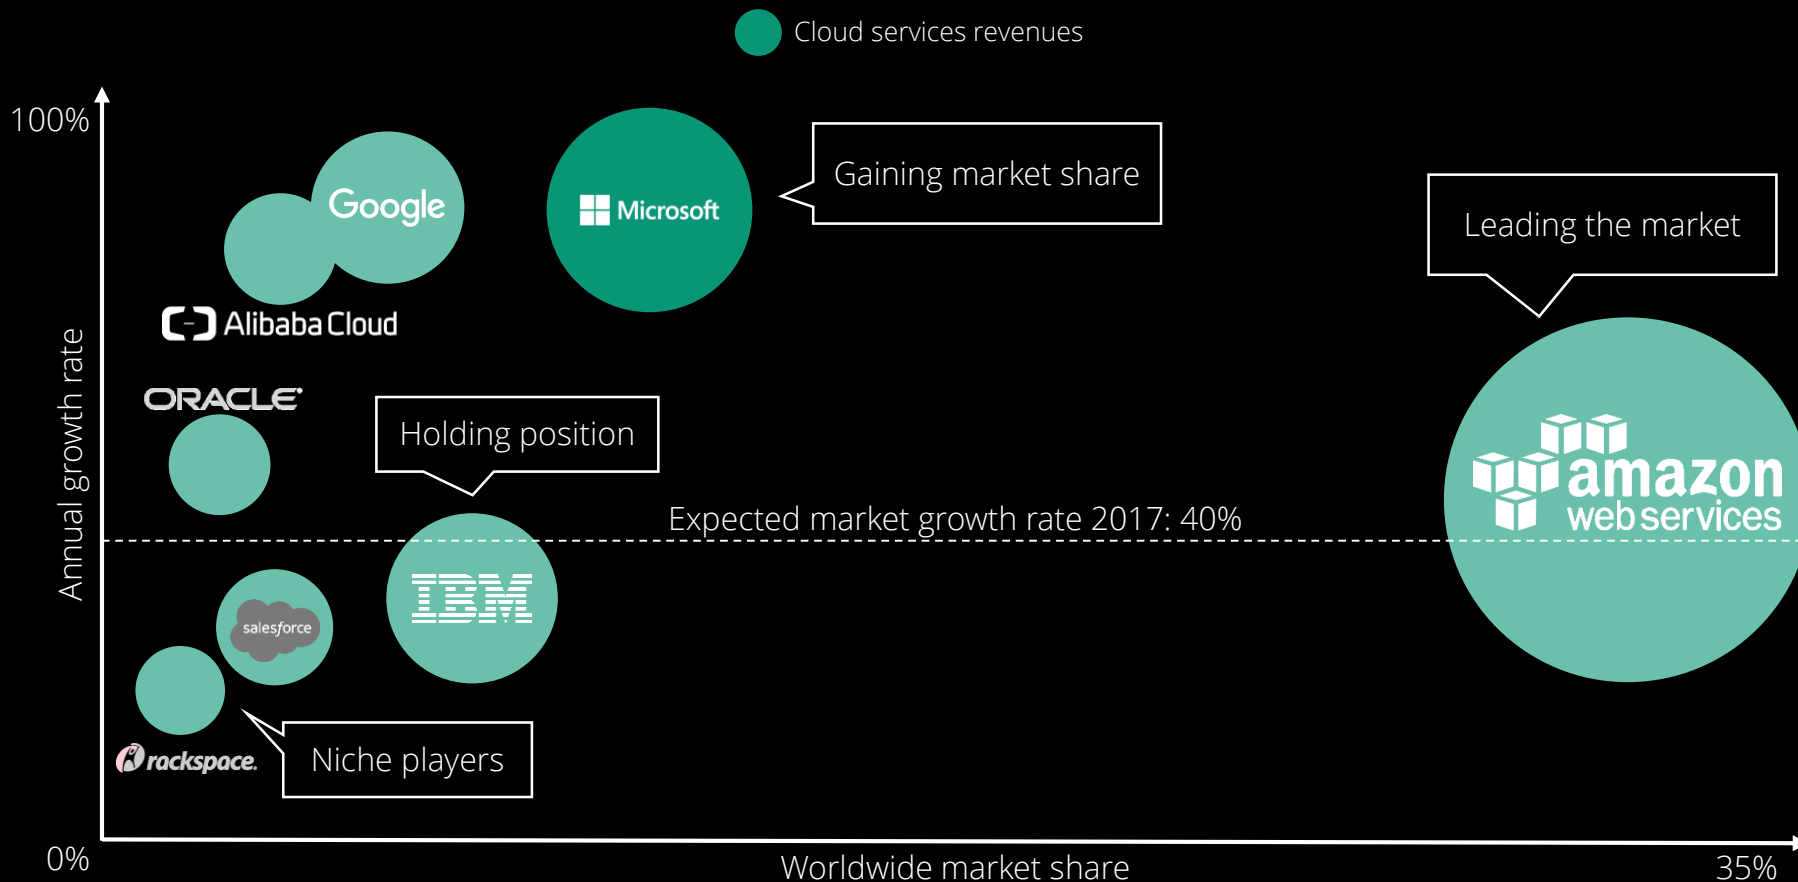 Cloud services revenues
100%
Google
Microsoft
Gaining market share
Leading the market
Alibaba Cloud
ORACLE
Holding position
Annual growth rate
amazon
web services
Expected market growth rate 2017: 40%
IBM
salesforce
rackspace.
Niche players
0%
Worldwide market share
35%